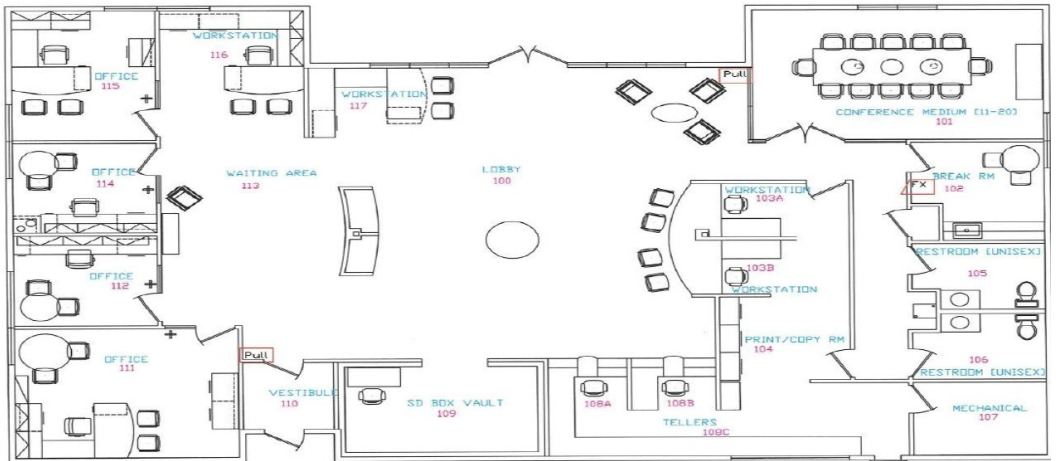 WORKSTATION
116
OFFICE
115
WORKSTATION
117
Pull
CONFERENCE MEDIUM (11-20)
101
OFFICE
114
WAITING AREA
113
LOBBY
100
WORKSTATION
103A
FX
BREAK RM
102
103B
WORKSTATION
RESTROOM (UNISEX)
105
OFFICE
112
OFFICE
111
Pull
VESTIBULE
110
SD BOX VAULT
109
PRINT/COPY RM
104
106
RESTROOM (UNISEX)
108A
108B
TELLERS
108C
MECHANICAL
107